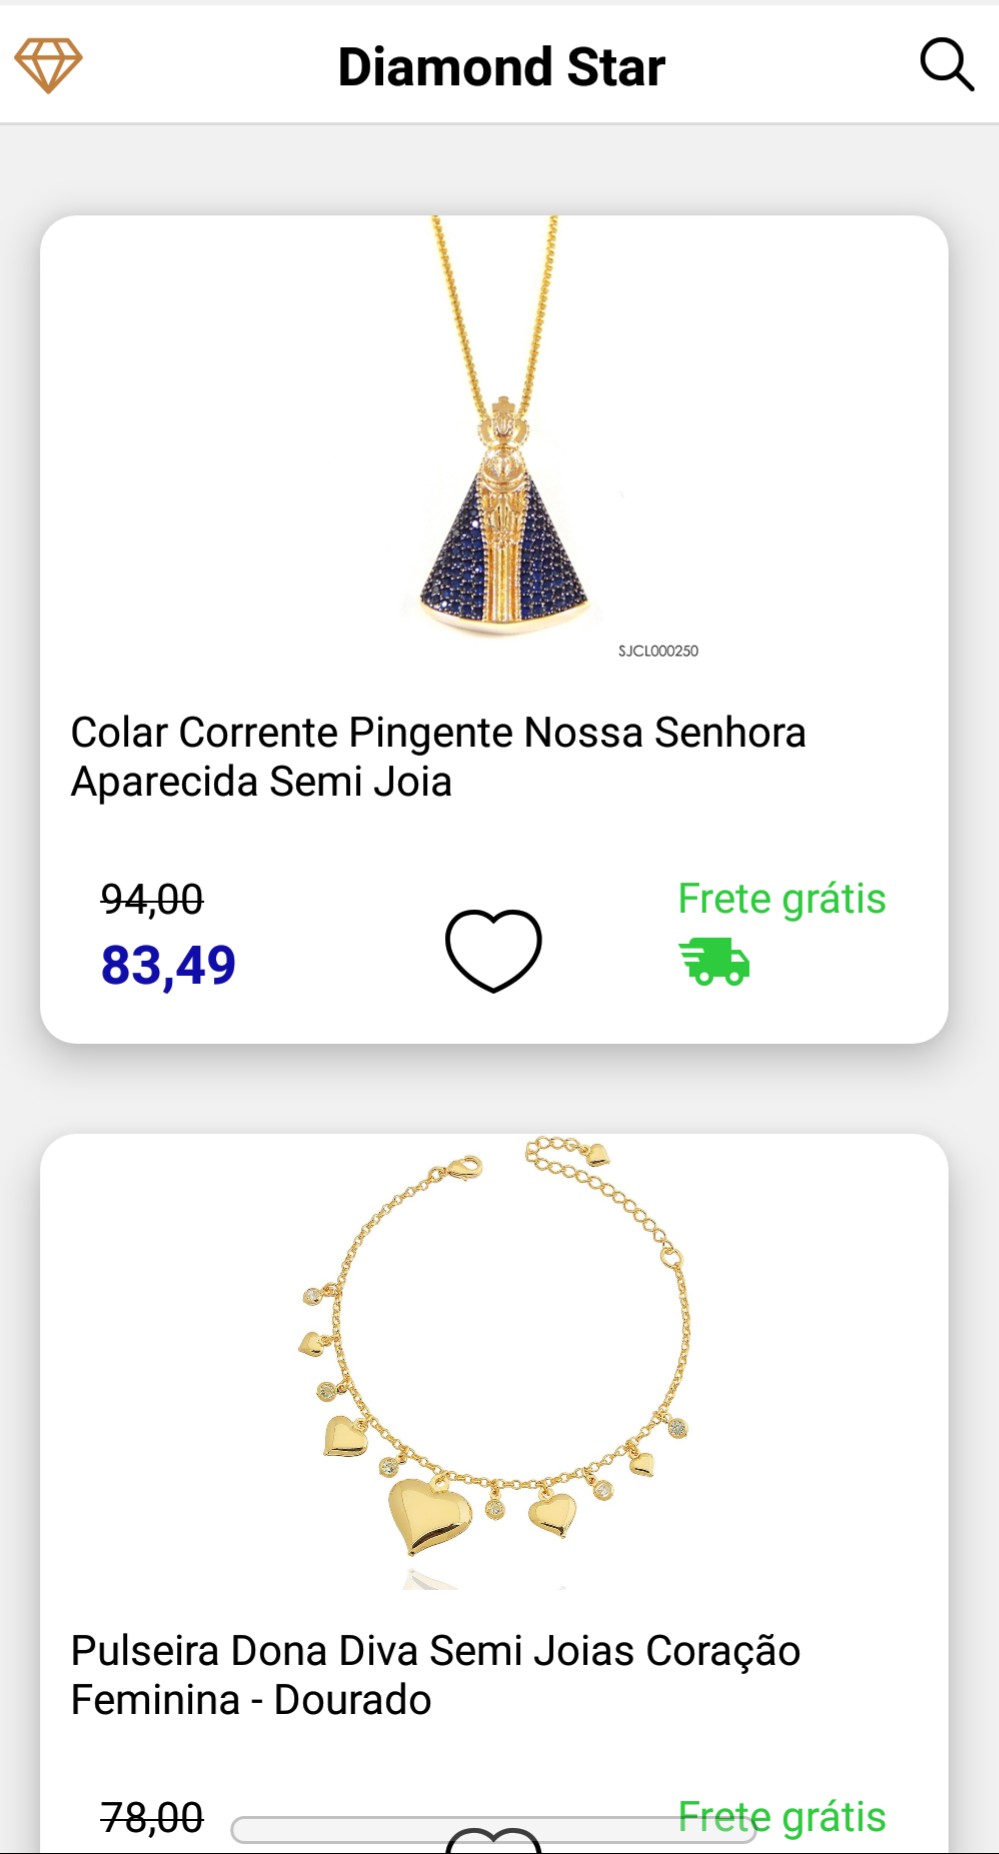 Diamond Star
SJCL000250
Colar Corrente Pingente Nossa Senhora
Aparecida Semi Joia
94,00
Frete grátis
83,49
Pulseira Dona Diva Semi Joias Coração
Feminina - Dourado
78,00
Frete grátis